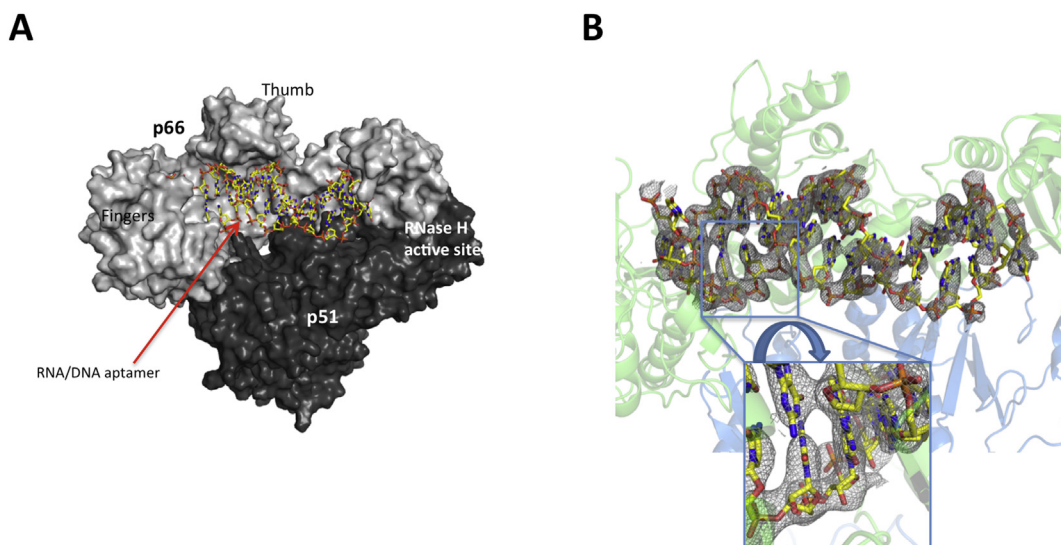 A
B
Thumb
p66
Fingers
RNase H
active site
p51
RNA/DNA aptamer